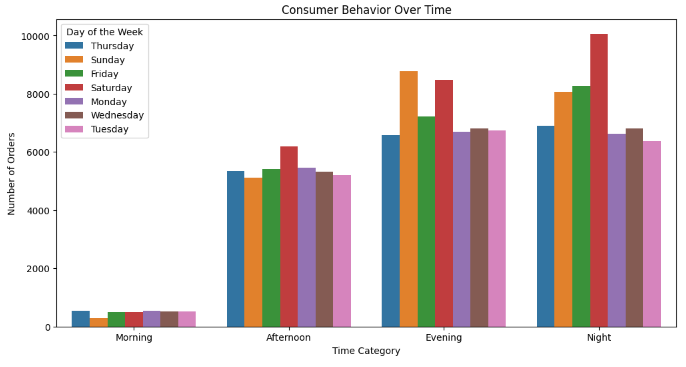 Consumer Behavior Over Time
Day of the Week
Thursday
Sunday
Friday
Saturday
Monday
Wednesday
Tuesday
Number of Orders
10000
8000
6000
4000
2000
0
Morning
Afternoon
Evening
Night
Time Category